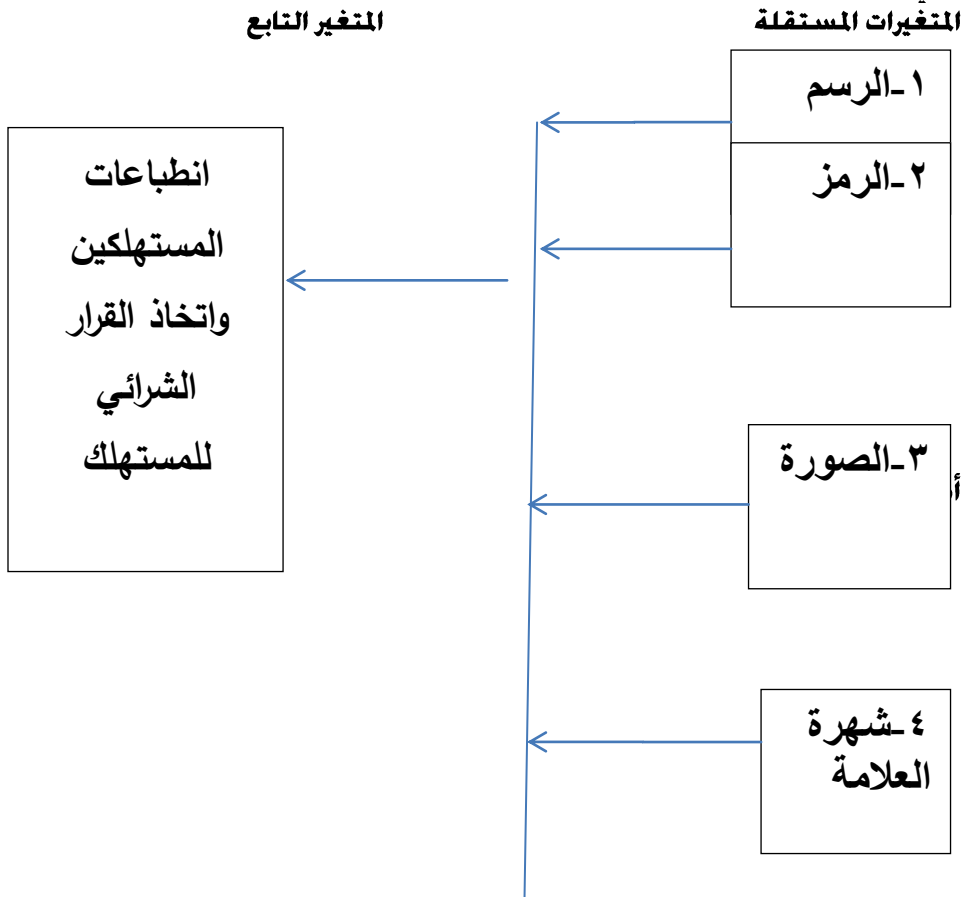 المتغيرات المستقلة
المتغير التابع
١-الرسم
٢-الرمز
٣-الصورة
٤-شهرة
العلامة
انطباعات
المستهلكين
واتخاذ القرار
الشرائي
للمستهلك